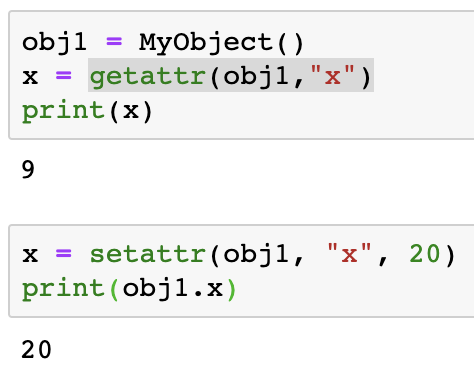 obj1 = MyObject()
x = getattr(obj1,"x")
print(x)
9
x = setattr(obj1, "x", 20)
print(obj1.x)
20